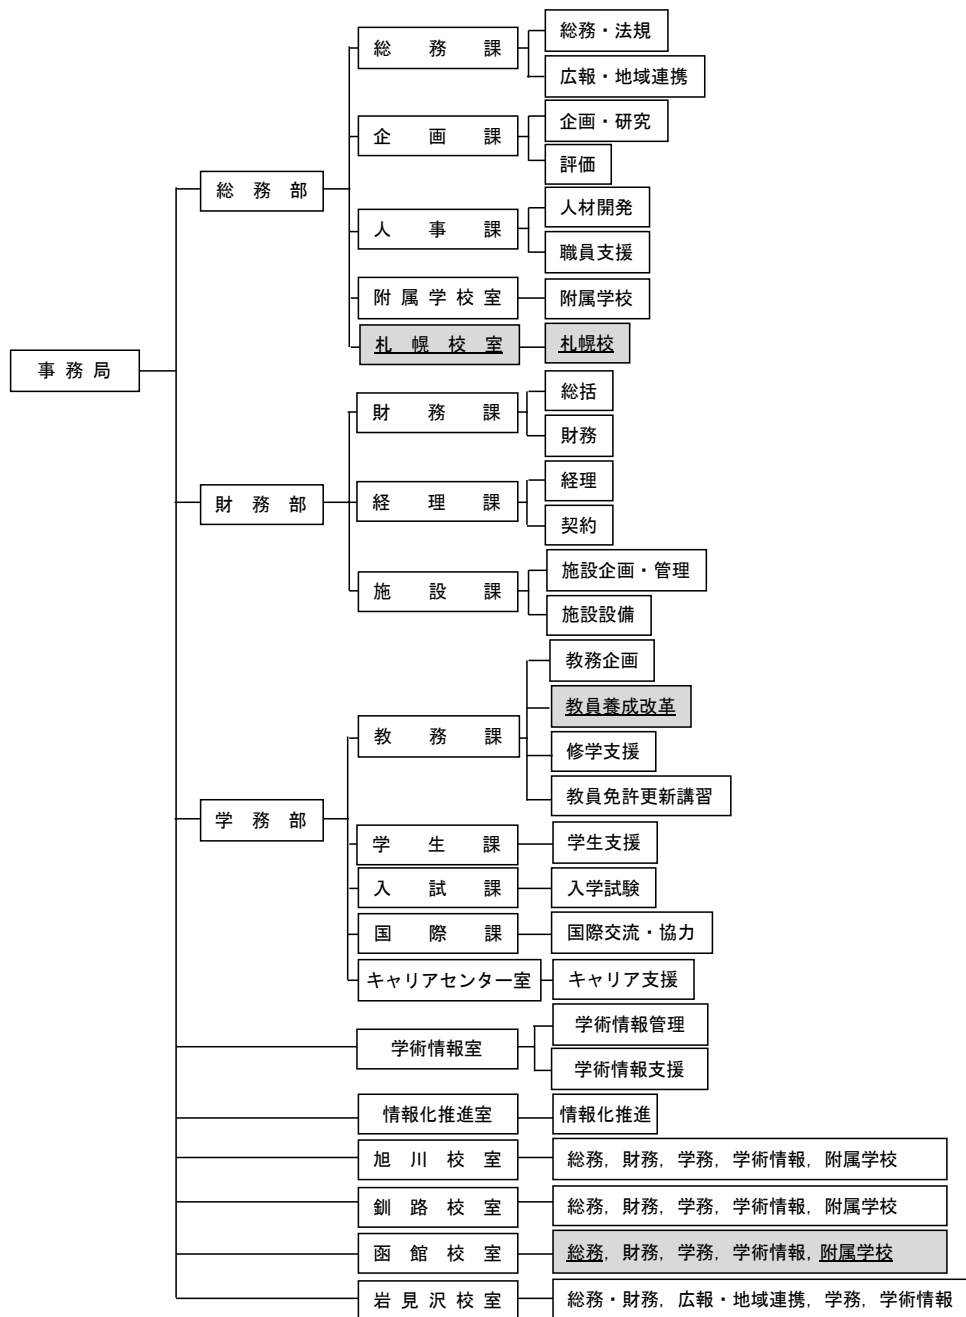 事務局
総務部
総務課
総務・法規
広報・地域連携
企画課
企画・研究
評価
人事課
人材開発
職員支援
附属学校室
附属学校
札幌校室
札幌校
財務部
財務課
総括
財務
経理課
経理
契約
施設課
施設企画・管理
施設設備
学務部
教務課
教務企画
教員養成改革
修学支援
教員免許更新講習
学生課
学生支援
入試課
入学試験
国際課
国際交流・協力
キャリアセンター室
キャリア支援
学術情報室
学術情報管理
学術情報支援
情報化推進室
情報化推進
旭川校室
総務, 財務, 学務, 学術情報, 附属学校
釧路校室
総務, 財務, 学務, 学術情報, 附属学校
函館校室
総務, 財務, 学務, 学術情報, 附属学校
岩見沢校室
総務・財務, 広報・地域連携, 学務, 学術情報